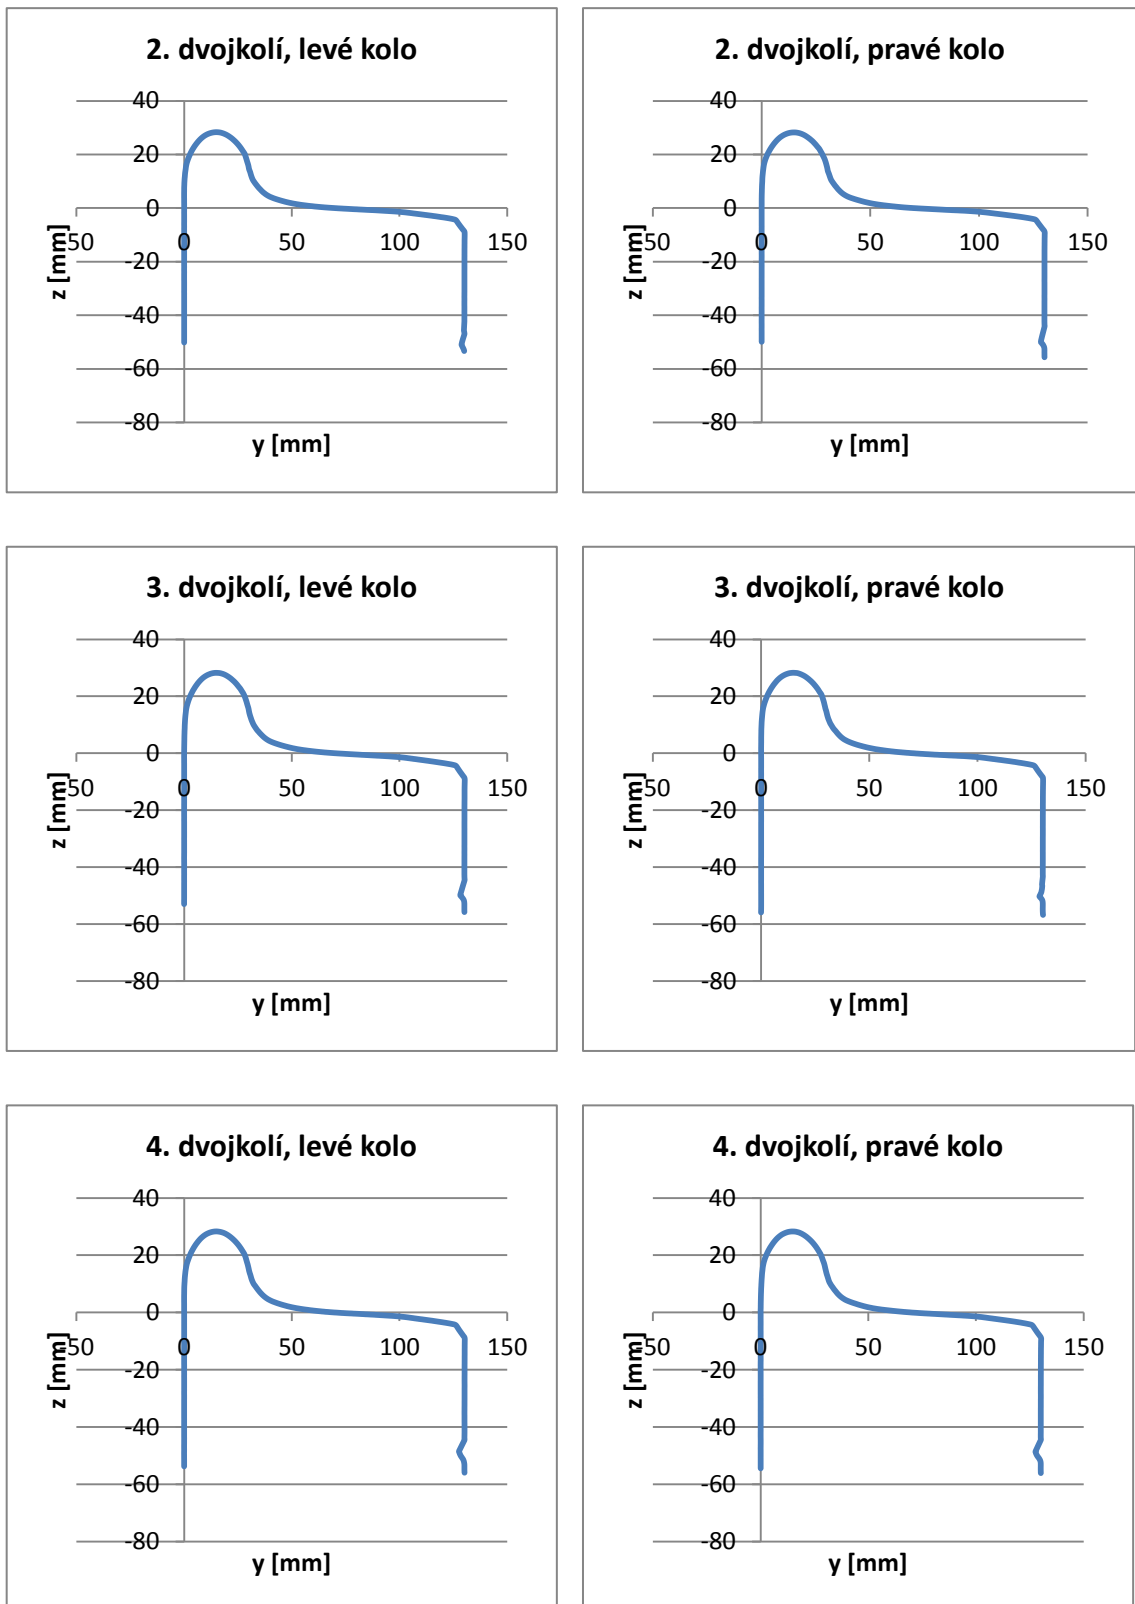 2. dvojkolí, levé kolo
40
20
0
50 0 50 100 150
-20
-40
-60
-80
z [mm]
y [mm]
2. dvojkolí, pravé kolo
40
20
0
50 0 50 100 150
-20
-40
-60
-80
z [mm]
y [mm]
3. dvojkolí, levé kolo
40
20
0
50 0 50 100 150
-20
-40
-60
-80
z [mm]
y [mm]
3. dvojkolí, pravé kolo
40
20
0
50 0 50 100 150
-20
-40
-60
-80
z [mm]
y [mm]
4. dvojkolí, levé kolo
40
20
0
50 0 50 100 150
-20
-40
-60
-80
z [mm]
y [mm]
4. dvojkolí, pravé kolo
40
20
0
50 0 50 100 150
-20
-40
-60
-80
z [mm]
y [mm]